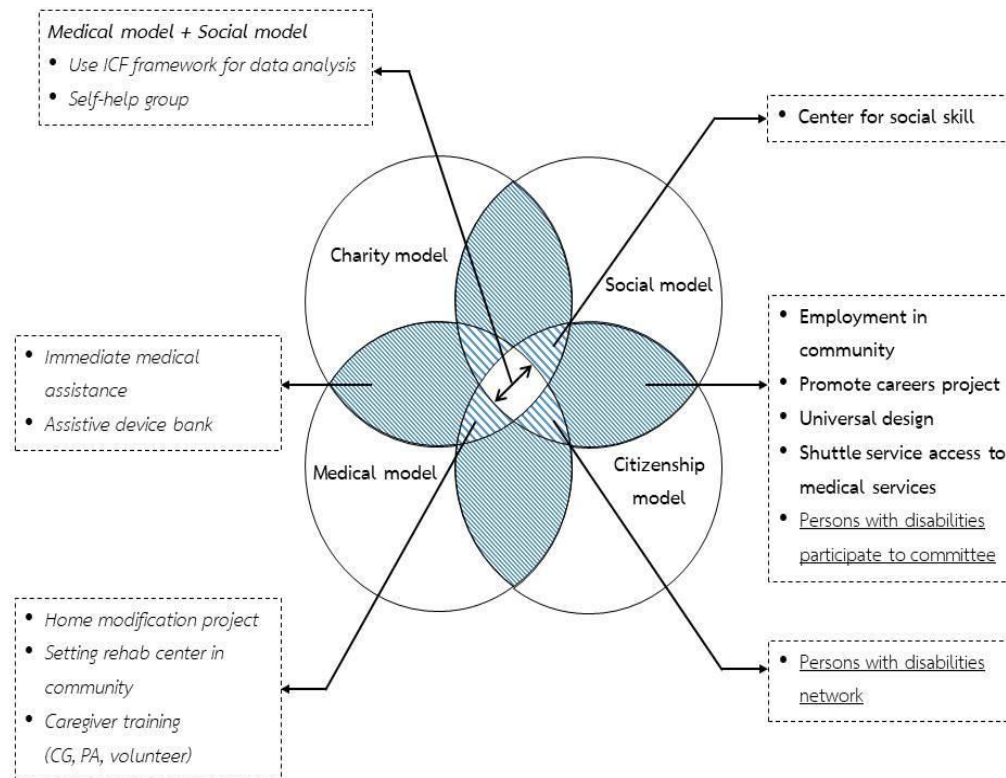 Medical model + Social model
• Use ICF framework for data analysis
• Self-help group
• Center for social skill
Charity model
Social model
• Immediate medical
assistance
• Assistive device bank
• Employment in
community
• Promote careers project
• Universal design
• Shuttle service access to
medical services
• Persons with disabilities
participate to committee
Medical model
Citizenship
model
• Home modification project
• Setting rehab center in
community
• Caregiver training
(CG, PA, volunteer)
• Persons with disabilities
network